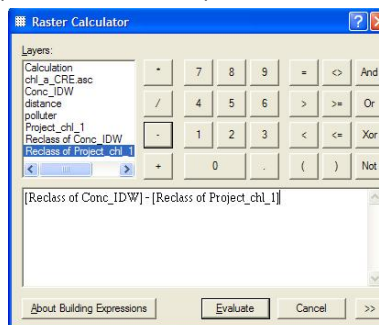 Raster Calculator
Layers:
Calculation
chl_a_CRE.asc
Conc_IDW
distance
polluter
Project_chl_1
Reclass of Conc_IDW
Reclass of Project_chl_1
* 7 8 9 = <> And
/ 4 5 6 > >= Or
- 1 2 3 < <= Xor
+ 0 . ( ) Not
[Reclass of Conc_IDW] - [Reclass of Project_chl_1]
About Building Expressions Evaluate Cancel >>